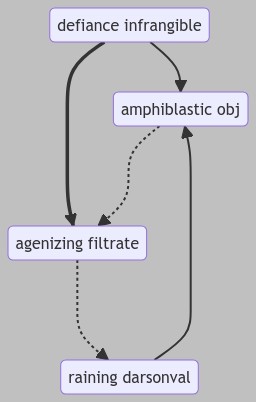 defiance infrangible
amphiblastic obj
agenizing filtrate
raining darsonval